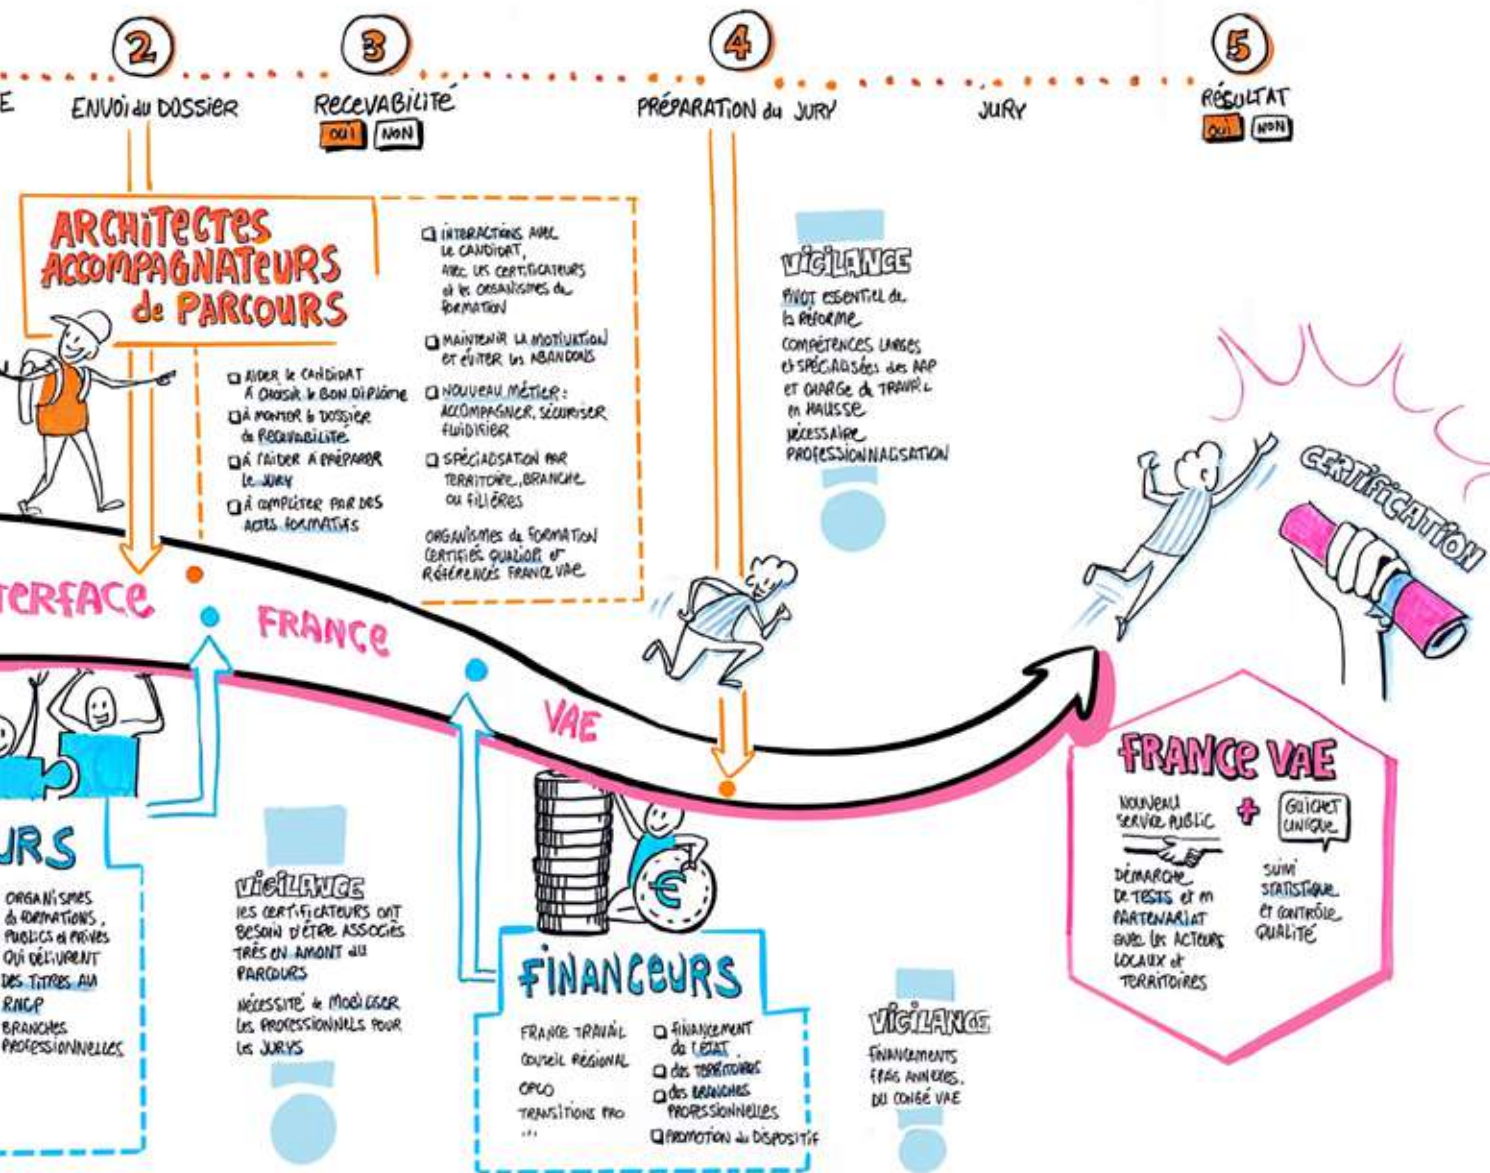 2
3
4
5
E
ENVOI du DOSSIER
RECEVABILITÉ
OUI NON
PRÉPARATION du JURY
JURY
RÉSULTAT
OUI NON
ARCHITECTES
ACCOMPAGNATEURS
de PARCOURS
AIDER le CANDIDAT
À CHOISIR le BON DIPLÔME
À MONTER le DOSSIER
de RECEVABILITÉ
À l'AIDER À PRÉPARER
LE JURY
À COMPLÉTER PAR DES
ACTES FORMATIFS
INTERACTIONS AVEC
LE CANDIDAT,
AVEC LES CERTIFICATEURS
et les ORGANISMES de
FORMATION
MAINTENIR LA MOTIVATION
ET ÉVITER les ABANDONS
NOUVEAU MÉTIER :
ACCOMPAGNER, SÉCURISER
FLUIDIFIER
SPÉCIALISATION PAR
TERRITOIRE, BRANCHE
OU FILIÈRES
ORGANISMES de FORMATION
CERTIFIÉS QUALIOPI et
RÉFÉRENCÉS FRANCE VAE
VIGILANCE
PIVOT ESSENTIEL de
la RÉFORME
COMPÉTENCES LARGES
et SPÉCIALISÉES des AAP
ET CHARGE de TRAVAIL
en HAUSSE
NÉCESSAIRE
PROFESSIONNALISATION
CERTIFICATION
TERFACE
FRANCE
VAE
URS
ORGANISMES
de FORMATIONS,
PUBLICS et PRIVÉS
QUI DÉLIVRENT
DES TITRES AU
RNCP
BRANCHES
PROFESSIONNELLES
VIGILANCE
les CERTIFICATEURS ONT
BESOIN D'ÊTRE ASSOCIÉS
TRÈS EN AMONT du
PARCOURS
NÉCESSITÉ de MOBILISER
les PROFESSIONNELS POUR
les JURYS
€
FINANCEURS
FRANCE TRAVAIL
CONSEIL RÉGIONAL
OPCO
TRANSITIONS PRO
...
FINANCEMENT
de l'ÉTAT
des TERRITOIRES
des BRANCHES
PROFESSIONNELLES
PROMOTION du DISPOSITIF
VIGILANCE
FINANCEMENTS
FRAIS ANNEXES,
DU CONGÉ VAE
FRANCE VAE
NOUVEAU
SERVICE PUBLIC
+
GUICHET
UNIQUE
DÉMARCHE
DE TESTS et en
PARTENARIAT
avec les ACTEURS
LOCAUX et
TERRITOIRES
SUIVI
STATISTIQUE
et CONTRÔLE
QUALITÉ